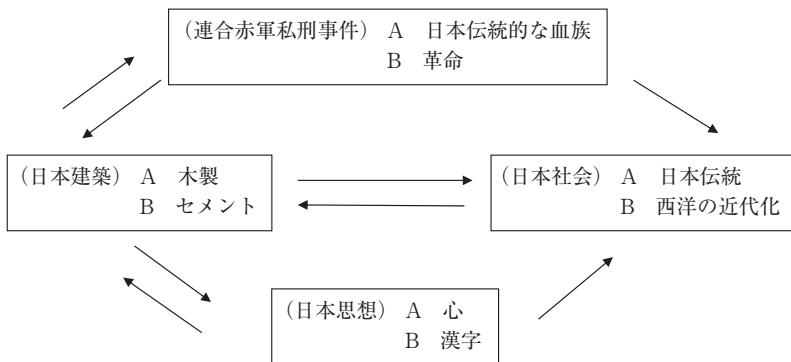 （連合赤軍私刑事件） A 日本伝統的な血族
B 革命
（日本建築） A 木製
B セメント
（日本社会） A 日本伝統
B 西洋の近代化
（日本思想） A 心
B 漢字